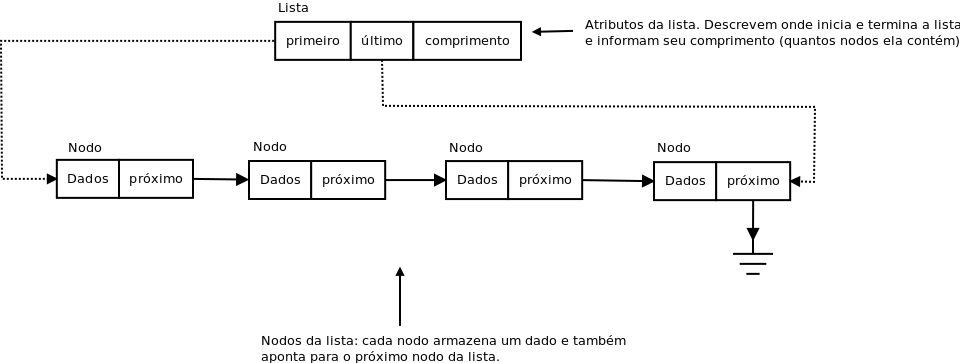 Lista
primeiro último comprimento
Atributos da lista. Descrevem onde inicia e termina a lista
e informam seu comprimento (quantos nodos ela contém)
Nodo Nodo Nodo Nodo
Dados próximo Dados próximo Dados próximo Dados próximo
Nodos da lista: cada nodo armazena um dado e também
aponta para o próximo nodo da lista.